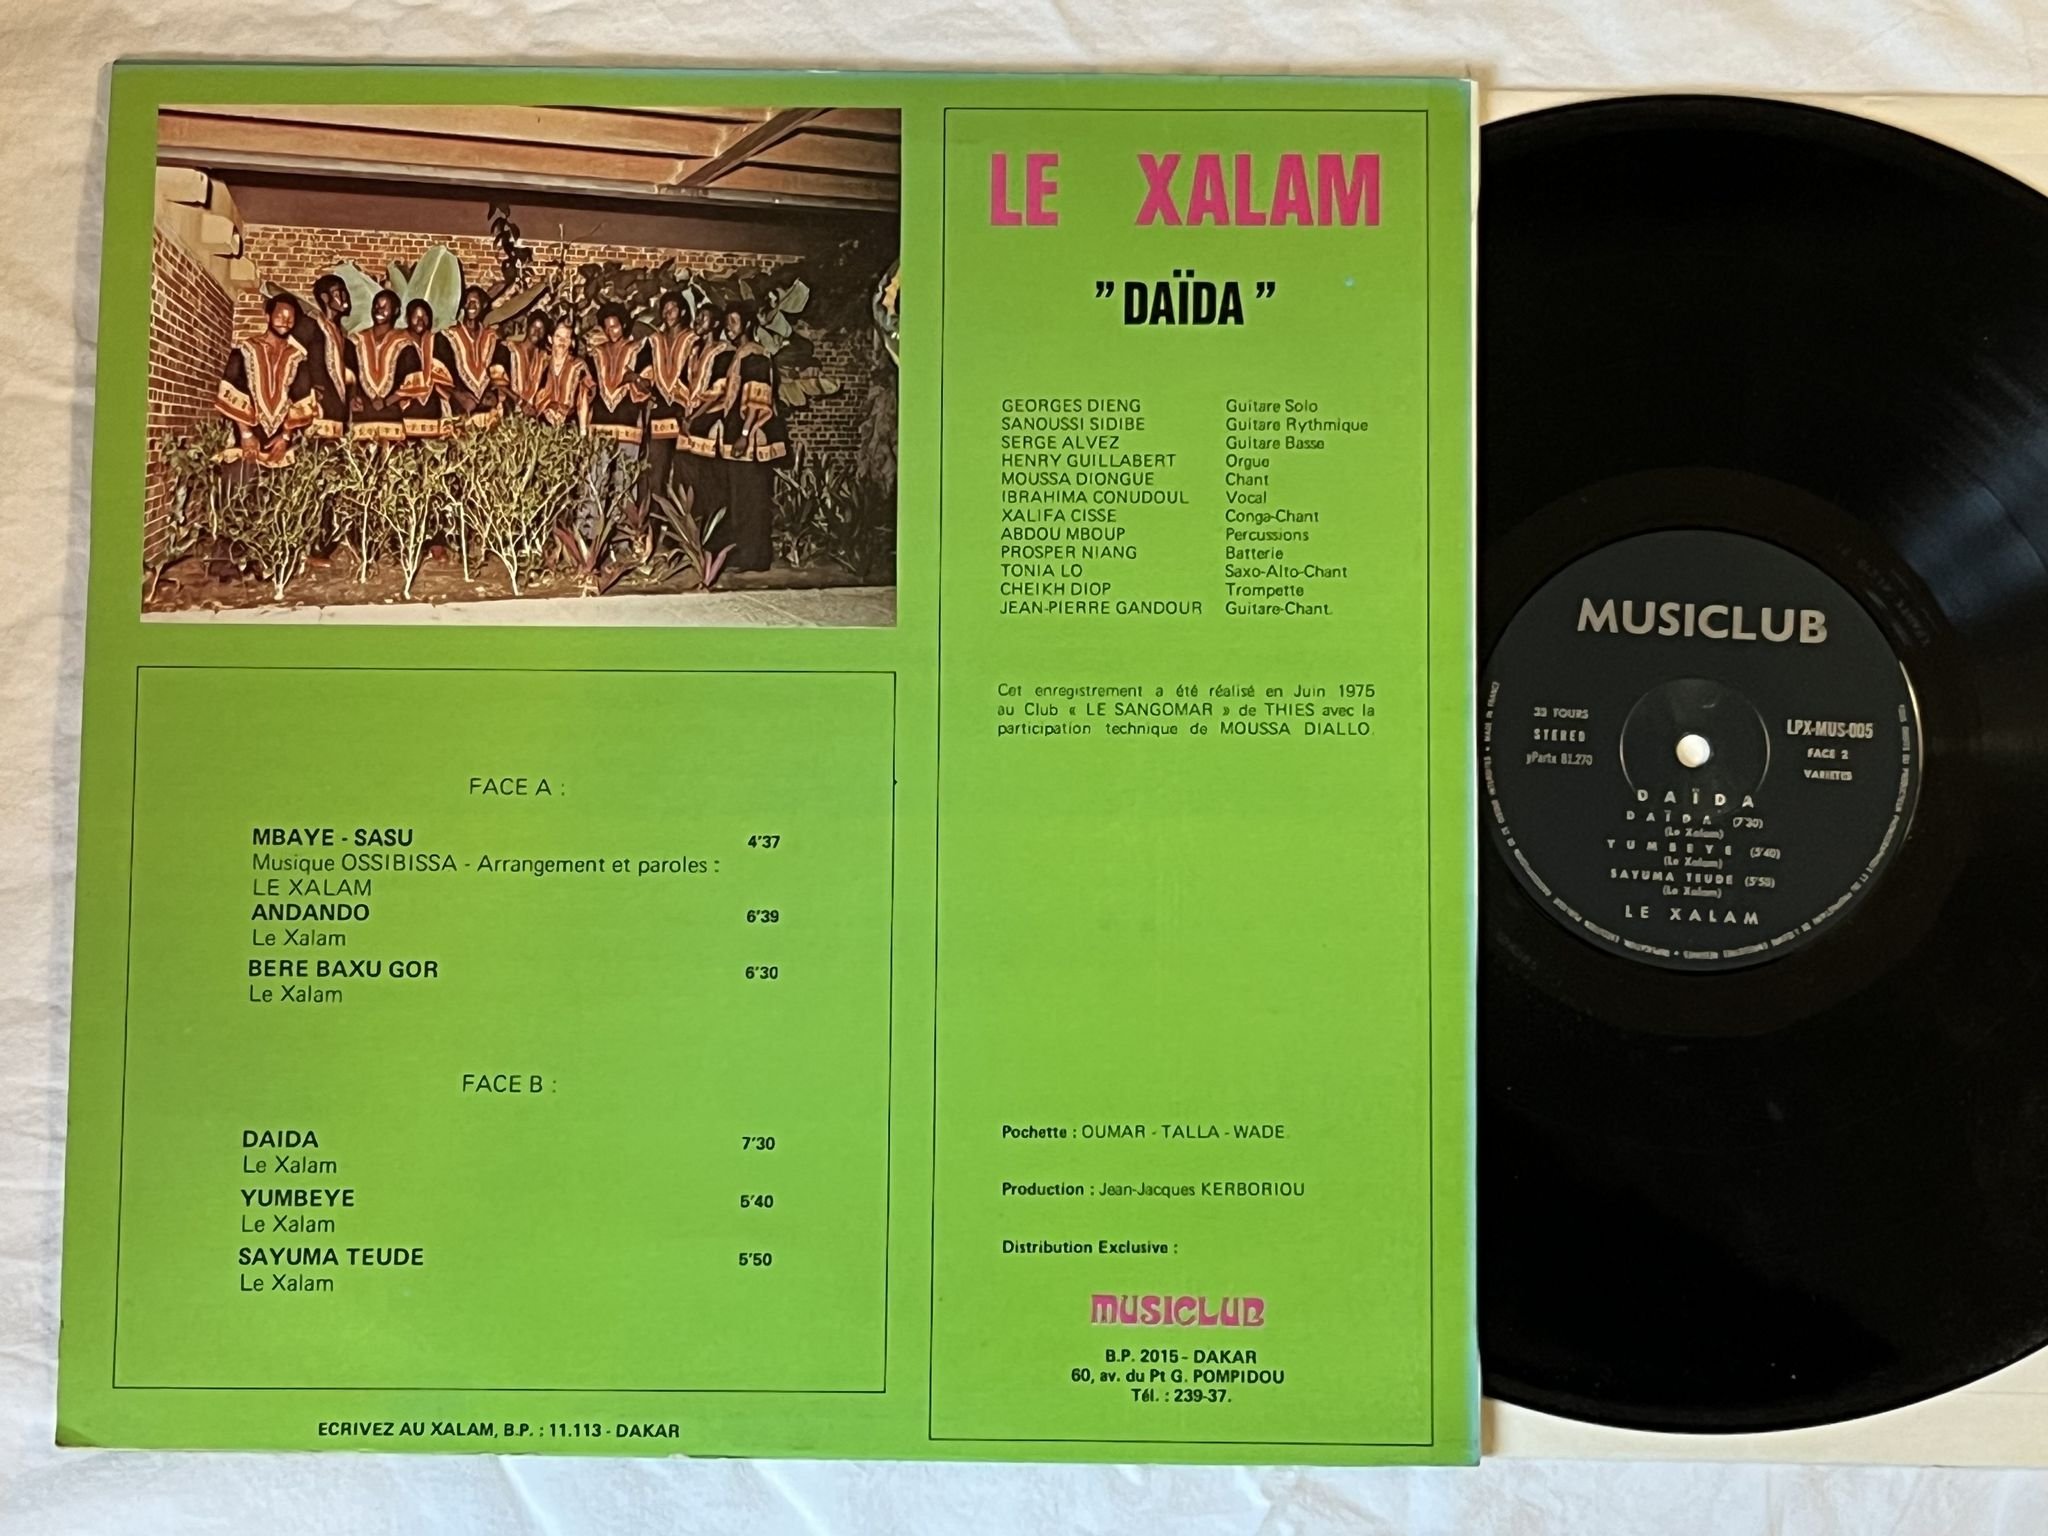 LE XALAM
"DAÏDA"
GEORGES DIENG Guitare Solo
SANOUSSI SIDIBE Guitare Rythmique
SERGE ALVEZ Guitare Basse
HENRY GUILLABERT Orgue
MOUSSA DIONGUE Chant
IBRAHIMA CONUDOUL Vocal
XALIFA CISSE Conga-Chant
ABDOU MBOUP Percussions
PROSPER NIANG Batterie
TONIA LO Saxo-Alto-Chant
CHEIKH DIOP Trompette
JEAN-PIERRE GANDOUR Guitare-Chant.
Cet enregistrement a été réalisé en Juin 1975
au Club « LE SANGOMAR » de THIES avec la
participation technique de MOUSSA DIALLO.
Pochette : OUMAR - TALLA - WADE.
Production : Jean-Jacques KERBORIOU
Distribution Exclusive :
MUSICLUB
B.P. 2015 - DAKAR
60, av. du Pt G. POMPIDOU
Tél. : 239-37.
FACE A :
MBAYE - SASU 4'37
Musique OSSIBISSA - Arrangement et paroles :
LE XALAM
ANDANDO 6'39
Le Xalam
BERE BAXU GOR 6'30
Le Xalam
FACE B :
DAIDA 7'30
Le Xalam
YUMBEYE 5'40
Le Xalam
SAYUMA TEUDE 5'50
Le Xalam
ECRIVEZ AU XALAM, B.P. : 11.113 - DAKAR
MUSICLUB
33 TOURS
STEREO
81.270
LPX-MUS-005
FACE 2
DAÏDA
DAÏDA (7'30)
(Le Xalam)
YUMBEYE (5'40)
(Le Xalam)
SAYUMA TEUDE (5'50)
(Le Xalam)
LE XALAM
MADE IN FRANCE